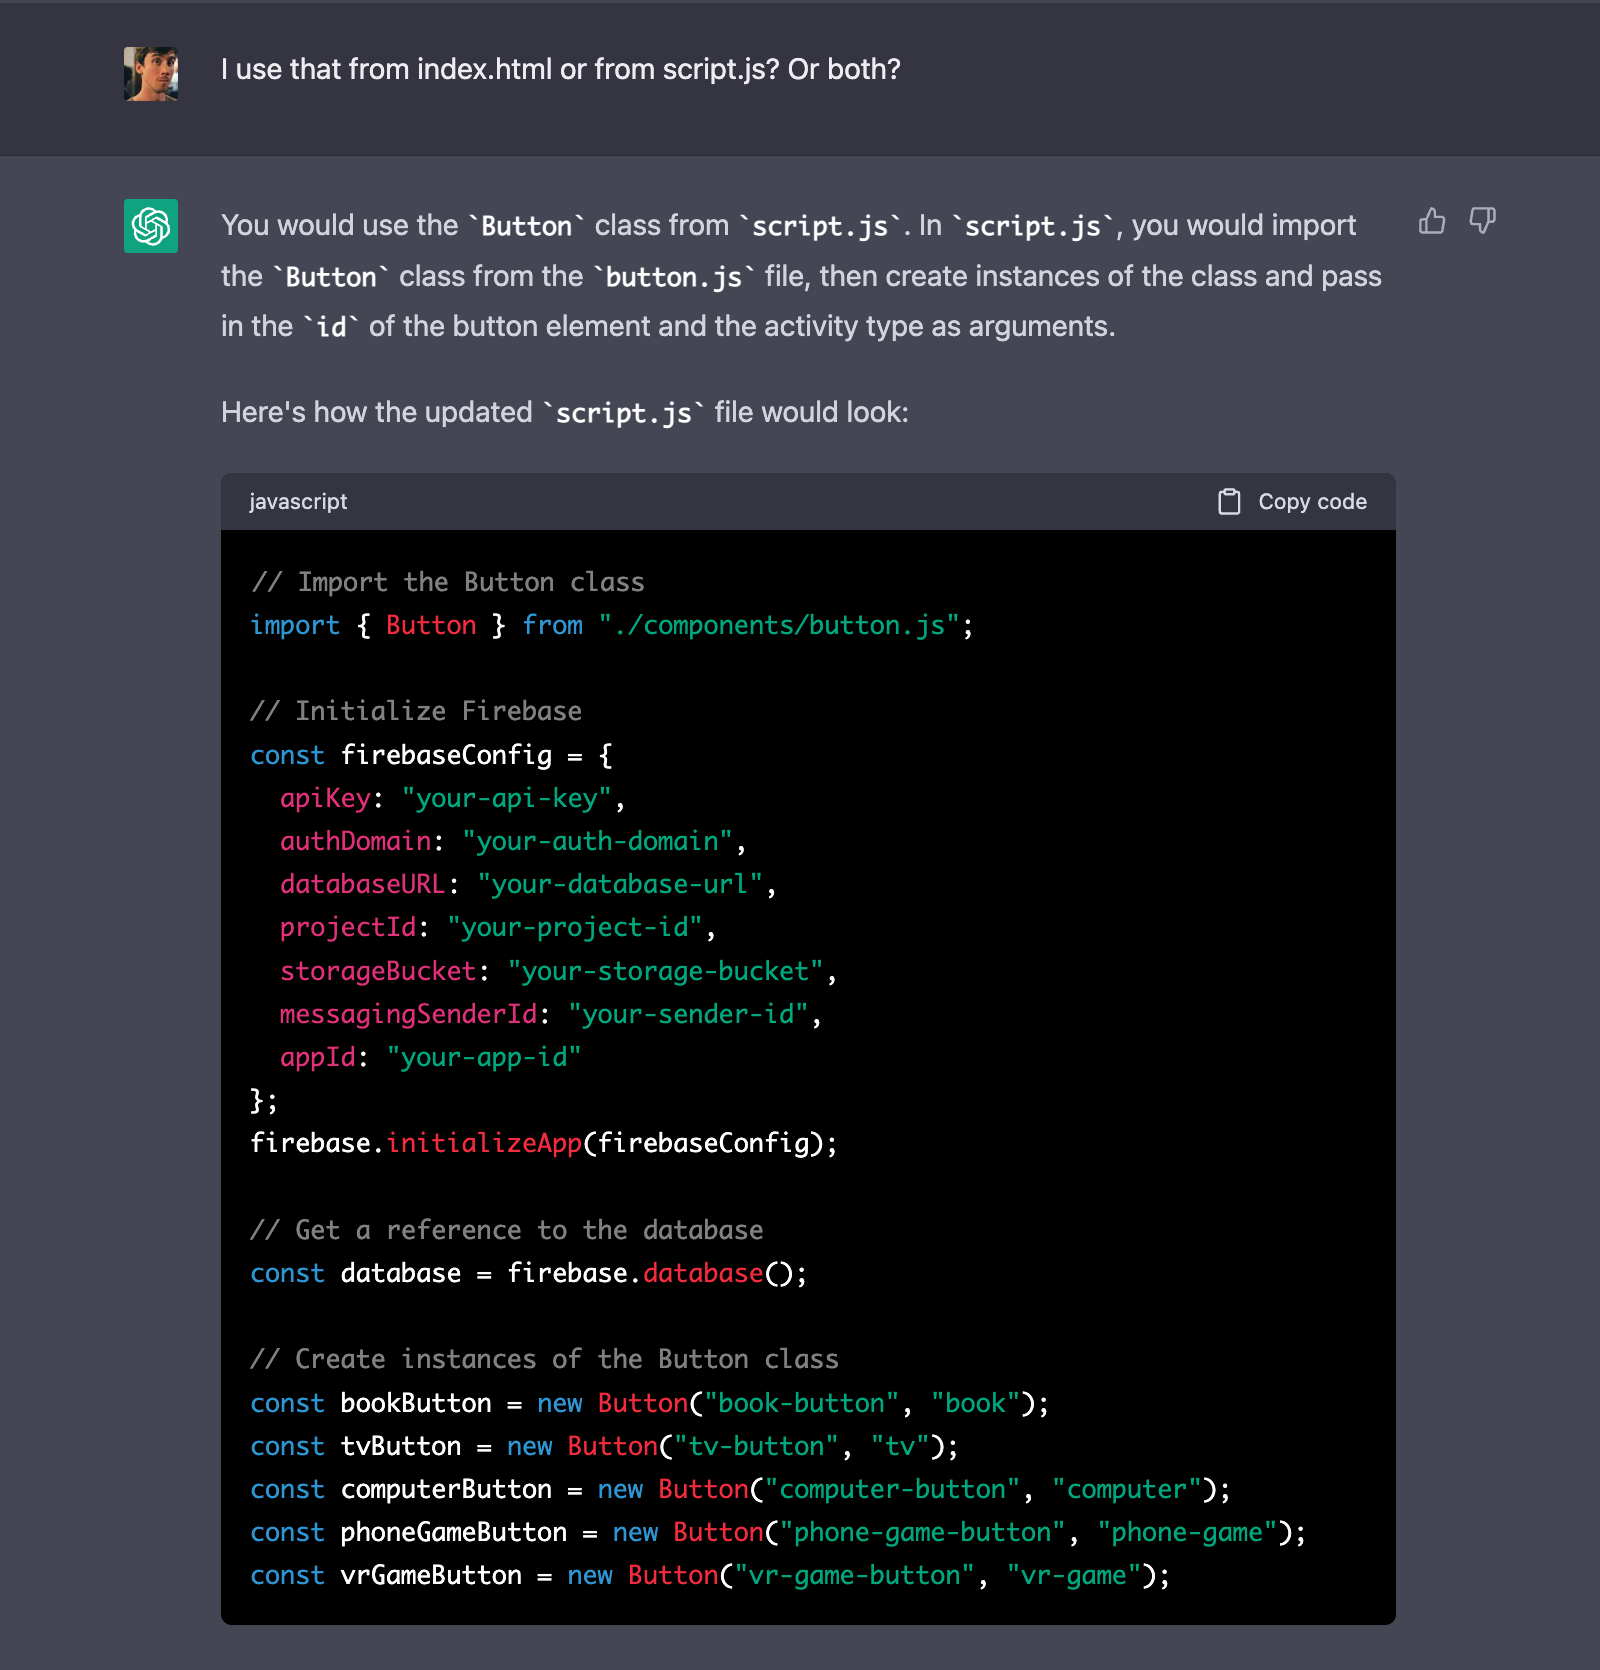 I use that from index.html or from script.js? Or both?
You would use the `Button` class from `script.js`. In `script.js`, you would import
the `Button` class from the `button.js` file, then create instances of the class and pass
in the `id` of the button element and the activity type as arguments.
Here's how the updated `script.js` file would look:
javascript
Copy code
// Import the Button class
import { Button } from "./components/button.js";
// Initialize Firebase
const firebaseConfig = {
  apiKey: "your-api-key",
  authDomain: "your-auth-domain",
  databaseURL: "your-database-url",
  projectId: "your-project-id",
  storageBucket: "your-storage-bucket",
  messagingSenderId: "your-sender-id",
  appId: "your-app-id"
};
firebase.initializeApp(firebaseConfig);
// Get a reference to the database
const database = firebase.database();
// Create instances of the Button class
const bookButton = new Button("book-button", "book");
const tvButton = new Button("tv-button", "tv");
const computerButton = new Button("computer-button", "computer");
const phoneGameButton = new Button("phone-game-button", "phone-game");
const vrGameButton = new Button("vr-game-button", "vr-game");